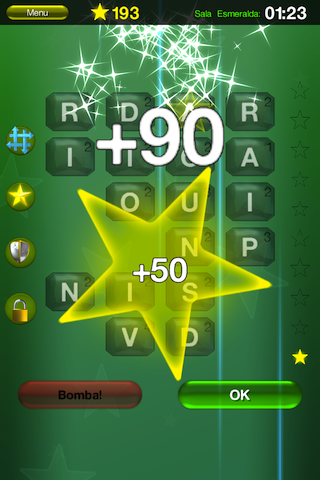 Menu
193
Sala Esmeralda: 01:23
R D R
+90
I I C A
O U I
+50
N P
N I S
V D
Bomba!
OK